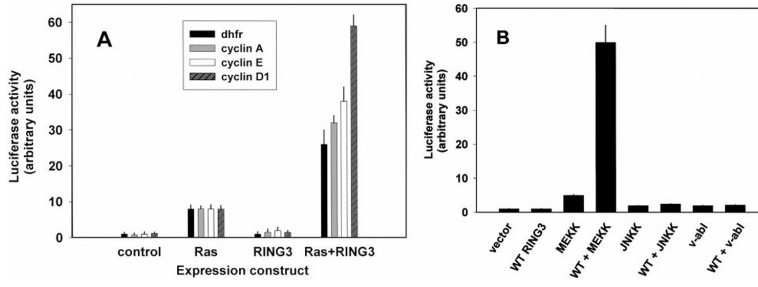 A
Luciferase activity
(arbitrary units)
60
50
40
30
20
10
0
dhfr
cyclin A
cyclin E
cyclin D1
control
Ras
RING3
Ras+RING3
Expression construct
B
Luciferase activity
(arbitrary units)
60
50
40
30
20
10
0
vector
WT RING3
MEKK
WT + MEKK
JNKK
WT + JNKK
v-abl
WT + v-abl